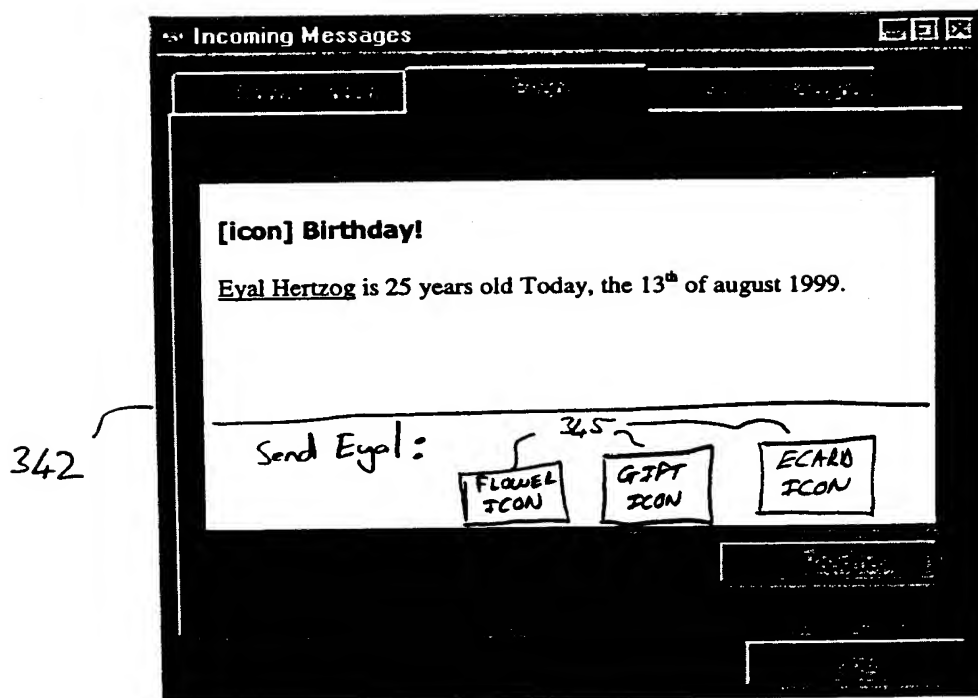 Incoming Messages
[icon] Birthday!
Eyal Hertzog is 25 years old Today, the 13th of august 1999.
342
Send Eyal:
345
FLOWER ICON
GIFT ICON
ECARD ICON